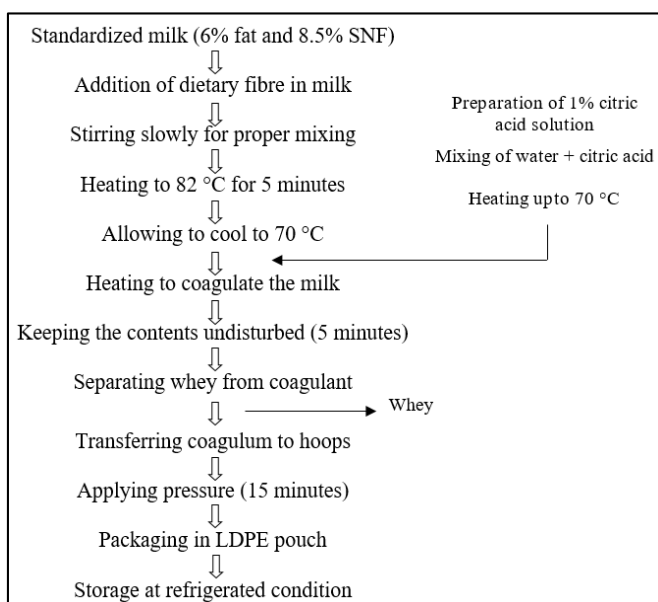 Standardized milk (6% fat and 8.5% SNF)
Addition of dietary fibre in milk
Stirring slowly for proper mixing
Heating to 82 °C for 5 minutes
Allowing to cool to 70 °C
Preparation of 1% citric
acid solution
Mixing of water + citric acid
Heating upto 70 °C
Heating to coagulate the milk
Keeping the contents undisturbed (5 minutes)
Separating whey from coagulant
Whey
Transferring coagulum to hoops
Applying pressure (15 minutes)
Packaging in LDPE pouch
Storage at refrigerated condition